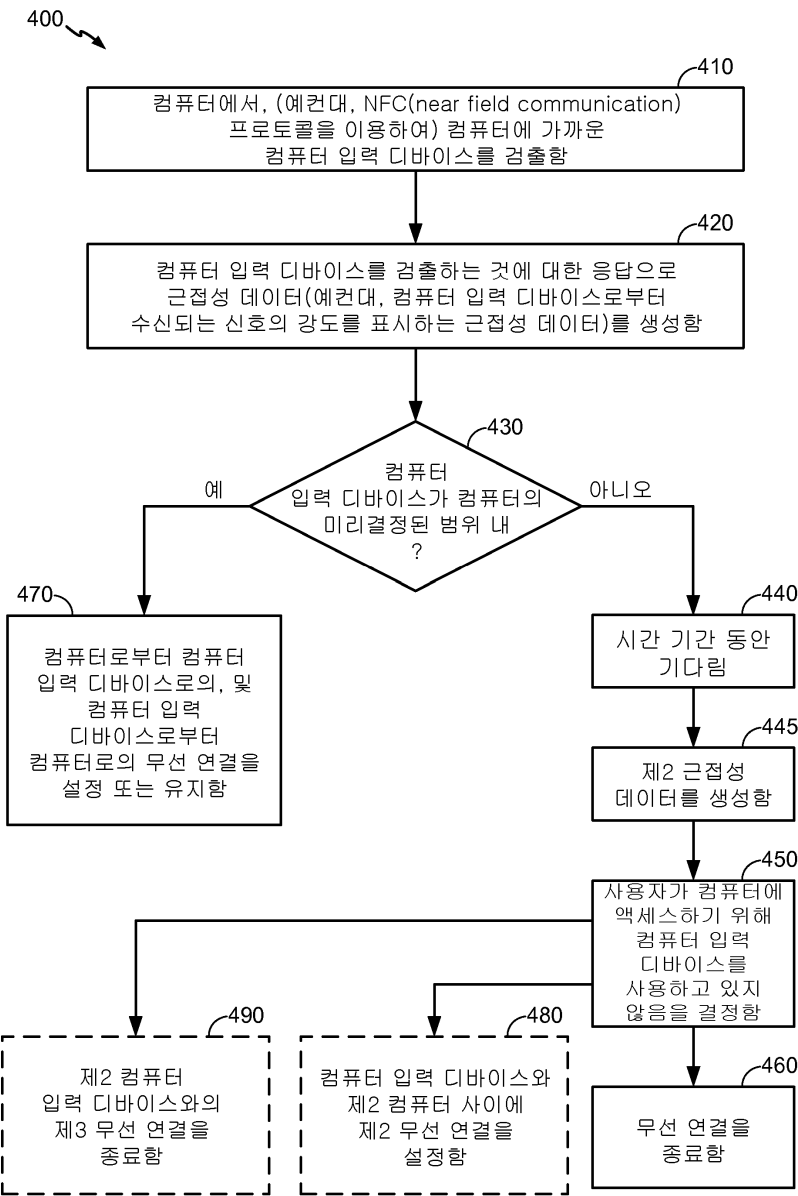 400
410
컴퓨터에서, (예컨대, NFC(near field communication)
프로토콜을 이용하여) 컴퓨터에 가까운
컴퓨터 입력 디바이스를 검출함
420
컴퓨터 입력 디바이스를 검출하는 것에 대한 응답으로
근접성 데이터(예컨대, 컴퓨터 입력 디바이스로부터
수신되는 신호의 강도를 표시하는 근접성 데이터)를 생성함
430
컴퓨터
입력 디바이스가 컴퓨터의
미리결정된 범위 내
?
예
아니오
470
컴퓨터로부터 컴퓨터
입력 디바이스로의, 및
컴퓨터 입력
디바이스로부터
컴퓨터로의 무선 연결을
설정 또는 유지함
440
시간 기간 동안
기다림
445
제2 근접성
데이터를 생성함
450
사용자가 컴퓨터에
액세스하기 위해
컴퓨터 입력
디바이스를
사용하고 있지
않음을 결정함
490
제2 컴퓨터
입력 디바이스와의
제3 무선 연결을
종료함
480
컴퓨터 입력 디바이스와
제2 컴퓨터 사이에
제2 무선 연결을
설정함
460
무선 연결을
종료함